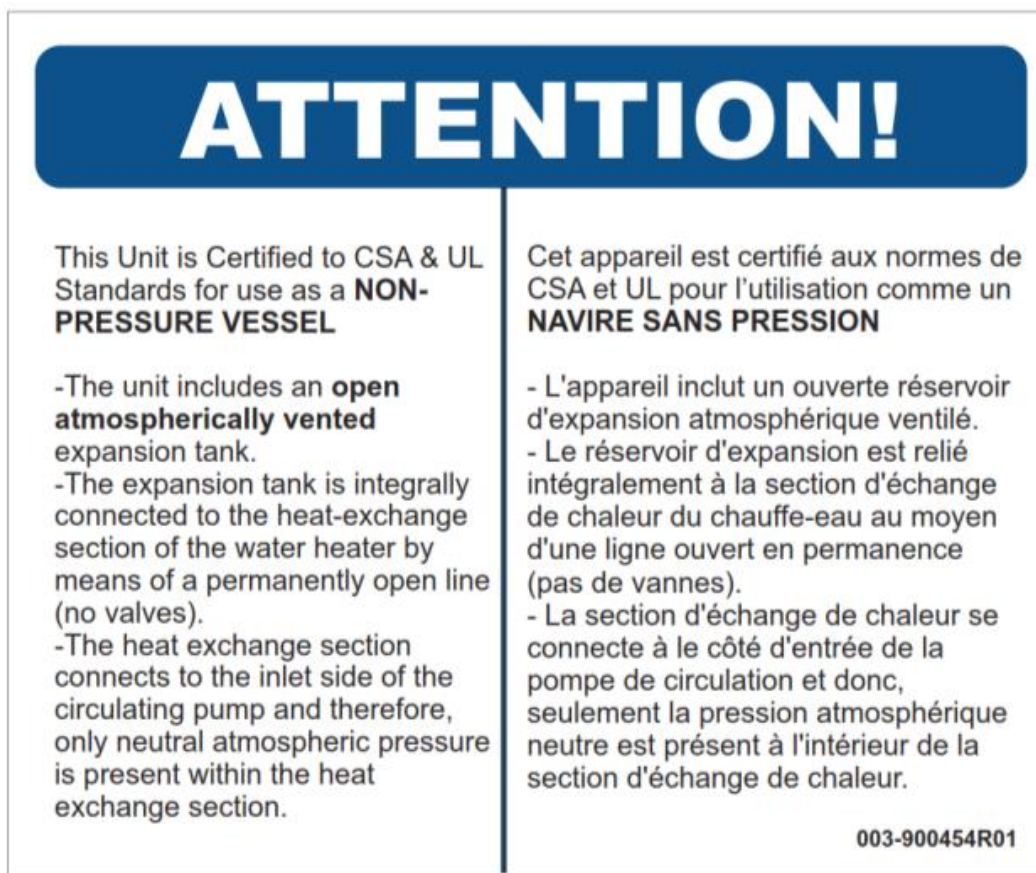 ATTENTION!
This Unit is Certified to CSA & UL
Standards for use as a NON-
PRESSURE VESSEL
-The unit includes an open
atmospherically vented
expansion tank.
-The expansion tank is integrally
connected to the heat-exchange
section of the water heater by
means of a permanently open line
(no valves).
-The heat exchange section
connects to the inlet side of the
circulating pump and therefore,
only neutral atmospheric pressure
is present within the heat
exchange section.
Cet appareil est certifié aux normes de
CSA et UL pour l'utilisation comme un
NAVIRE SANS PRESSION
- L'appareil inclut un ouverte réservoir
d'expansion atmosphérique ventilé.
- Le réservoir d'expansion est relié
intégralement à la section d'échange
de chaleur du chauffe-eau au moyen
d'une ligne ouvert en permanence
(pas de vannes).
- La section d'échange de chaleur se
connecte à le côté d'entrée de la
pompe de circulation et donc,
seulement la pression atmosphérique
neutre est présent à l'intérieur de la
section d'échange de chaleur.
003-900454R01